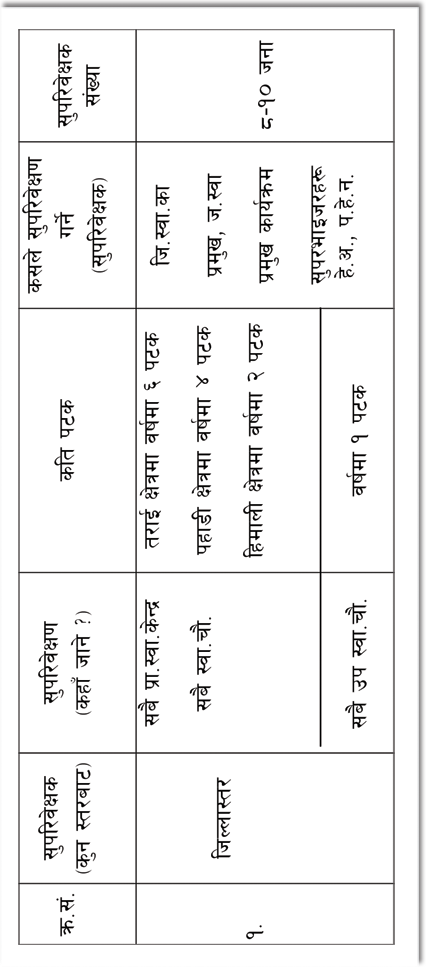 क्र.सं.
सुपरिवेक्षक
(कुन स्तरबाट)
सुपरिवेक्षण
(कहाँ जाने ?)
कति पटक
कसले सुपरिवेक्षण
गर्ने
(सुपरिवेक्षक)
सुपरिवेक्षक
संख्या
१.
जिल्लास्तर
सबै प्रा.स्वा.केन्द्र
सबै स्वा.चौ.
तराई क्षेत्रमा वर्षमा ६ पटक
पहाडी क्षेत्रमा वर्षमा ४ पटक
हिमाली क्षेत्रमा वर्षमा २ पटक
जि.स्वा.का
प्रमुख, ज.स्वा
प्रमुख कार्यक्रम
सुपरभाइजरहरू
हे.अ., प.हे.न.
८-१० जना
सबै उप स्वा.चौ.
वर्षमा १ पटक